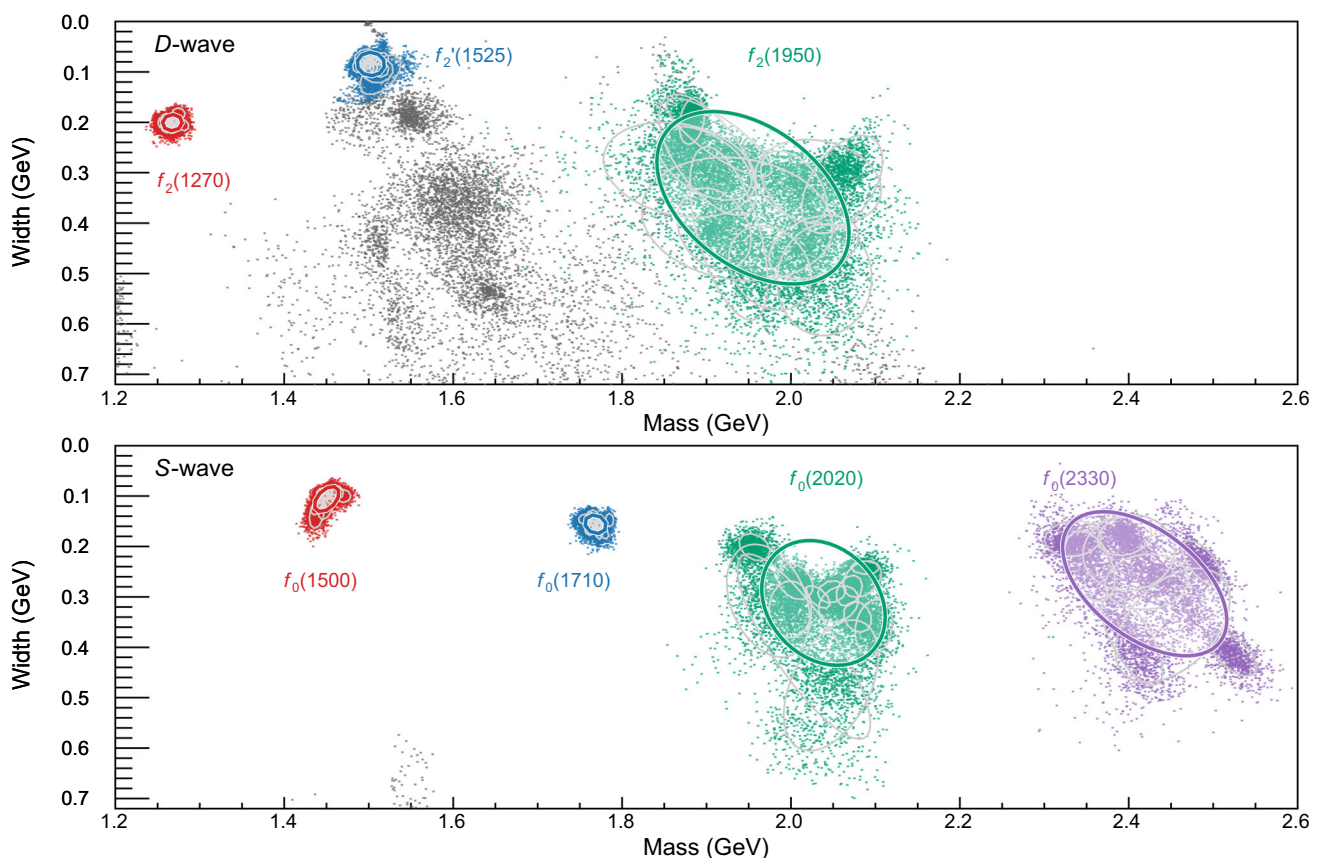 D-wave
f2'(1525)
f2(1950)
f2(1270)
Width (GeV)
0.0
0.1
0.2
0.3
0.4
0.5
0.6
0.7
1.2 1.4 1.6 1.8 2.0 2.2 2.4 2.6
Mass (GeV)
S-wave
f0(2020)
f0(2330)
f0(1500)
f0(1710)
Width (GeV)
0.0
0.1
0.2
0.3
0.4
0.5
0.6
0.7
1.2 1.4 1.6 1.8 2.0 2.2 2.4 2.6
Mass (GeV)